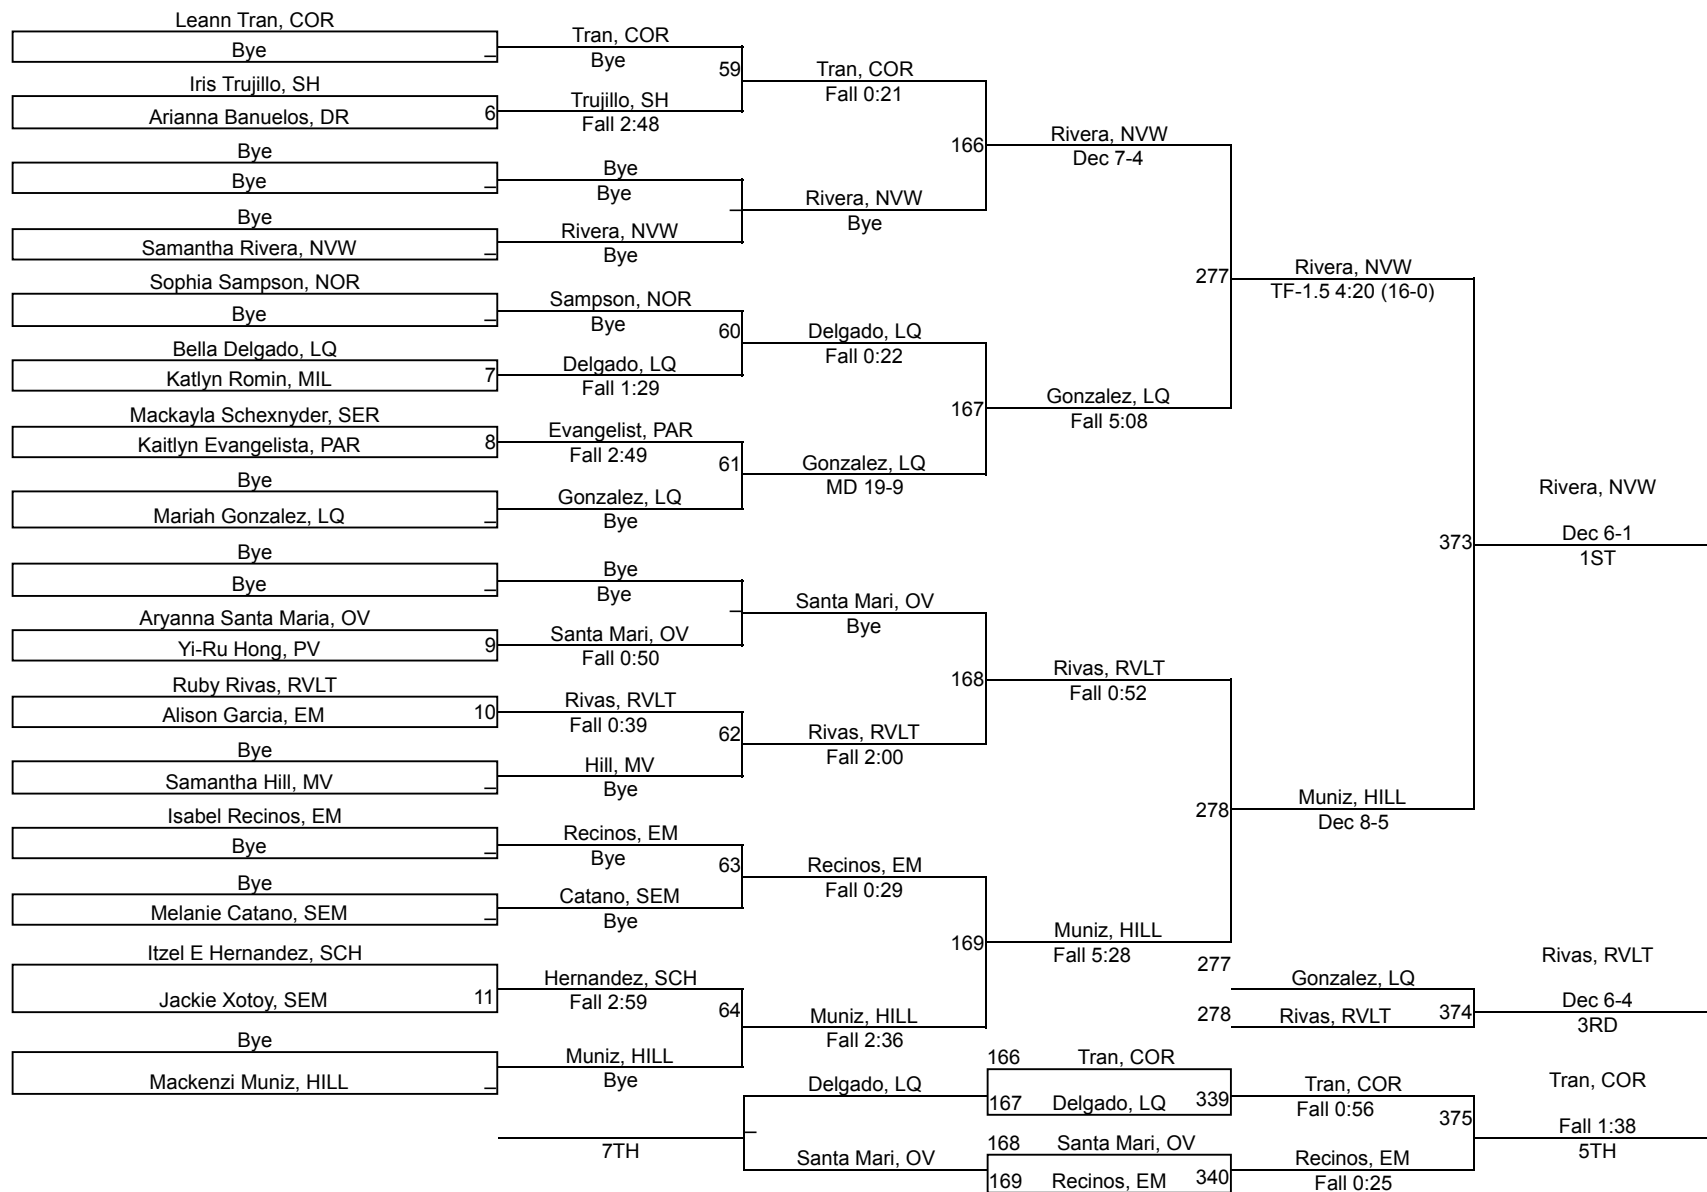 Leann Tran, COR
Bye _
Iris Trujillo, SH
Arianna Banuelos, DR 6
Bye
Bye _
Bye
Samantha Rivera, NVW _
Sophia Sampson, NOR
Bye _
Bella Delgado, LQ
Katlyn Romin, MIL 7
Mackayla Schexnyder, SER
Kaitlyn Evangelista, PAR 8
Bye
Mariah Gonzalez, LQ _
Bye
Bye _
Aryanna Santa Maria, OV
Yi-Ru Hong, PV 9
Ruby Rivas, RVLT
Alison Garcia, EM 10
Bye
Samantha Hill, MV _
Isabel Recinos, EM
Bye _
Bye
Melanie Catano, SEM _
Itzel E Hernandez, SCH
Jackie Xotoy, SEM 11
Bye
Mackenzi Muniz, HILL _
Tran, COR
Bye
59
Trujillo, SH
Fall 2:48
Bye
Bye
_
Rivera, NVW
Bye
Sampson, NOR
Bye
60
Delgado, LQ
Fall 1:29
Evangelist, PAR
Fall 2:49
61
Gonzalez, LQ
Bye
Bye
Bye
_
Santa Mari, OV
Fall 0:50
Rivas, RVLT
Fall 0:39
62
Hill, MV
Bye
Recinos, EM
Bye
63
Catano, SEM
Bye
Hernandez, SCH
Fall 2:59
64
Muniz, HILL
Bye
Tran, COR
Fall 0:21
166
Rivera, NVW
Bye
Delgado, LQ
Fall 0:22
167
Gonzalez, LQ
MD 19-9
Santa Mari, OV
Bye
168
Rivas, RVLT
Fall 2:00
Recinos, EM
Fall 0:29
169
Muniz, HILL
Fall 2:36
Rivera, NVW
Dec 7-4
277
Gonzalez, LQ
Fall 5:08
Rivas, RVLT
Fall 0:52
278
Muniz, HILL
Fall 5:28
Rivera, NVW
TF-1.5 4:20 (16-0)
373
Muniz, HILL
Dec 8-5
Rivera, NVW
Dec 6-1
1ST
277 Gonzalez, LQ
278 Rivas, RVLT 374
Rivas, RVLT
Dec 6-4
3RD
166 Tran, COR
167 Delgado, LQ 339
168 Santa Mari, OV
169 Recinos, EM 340
Tran, COR
Fall 0:56
375
Recinos, EM
Fall 0:25
Tran, COR
Fall 1:38
5TH
Delgado, LQ
_
Santa Mari, OV
7TH